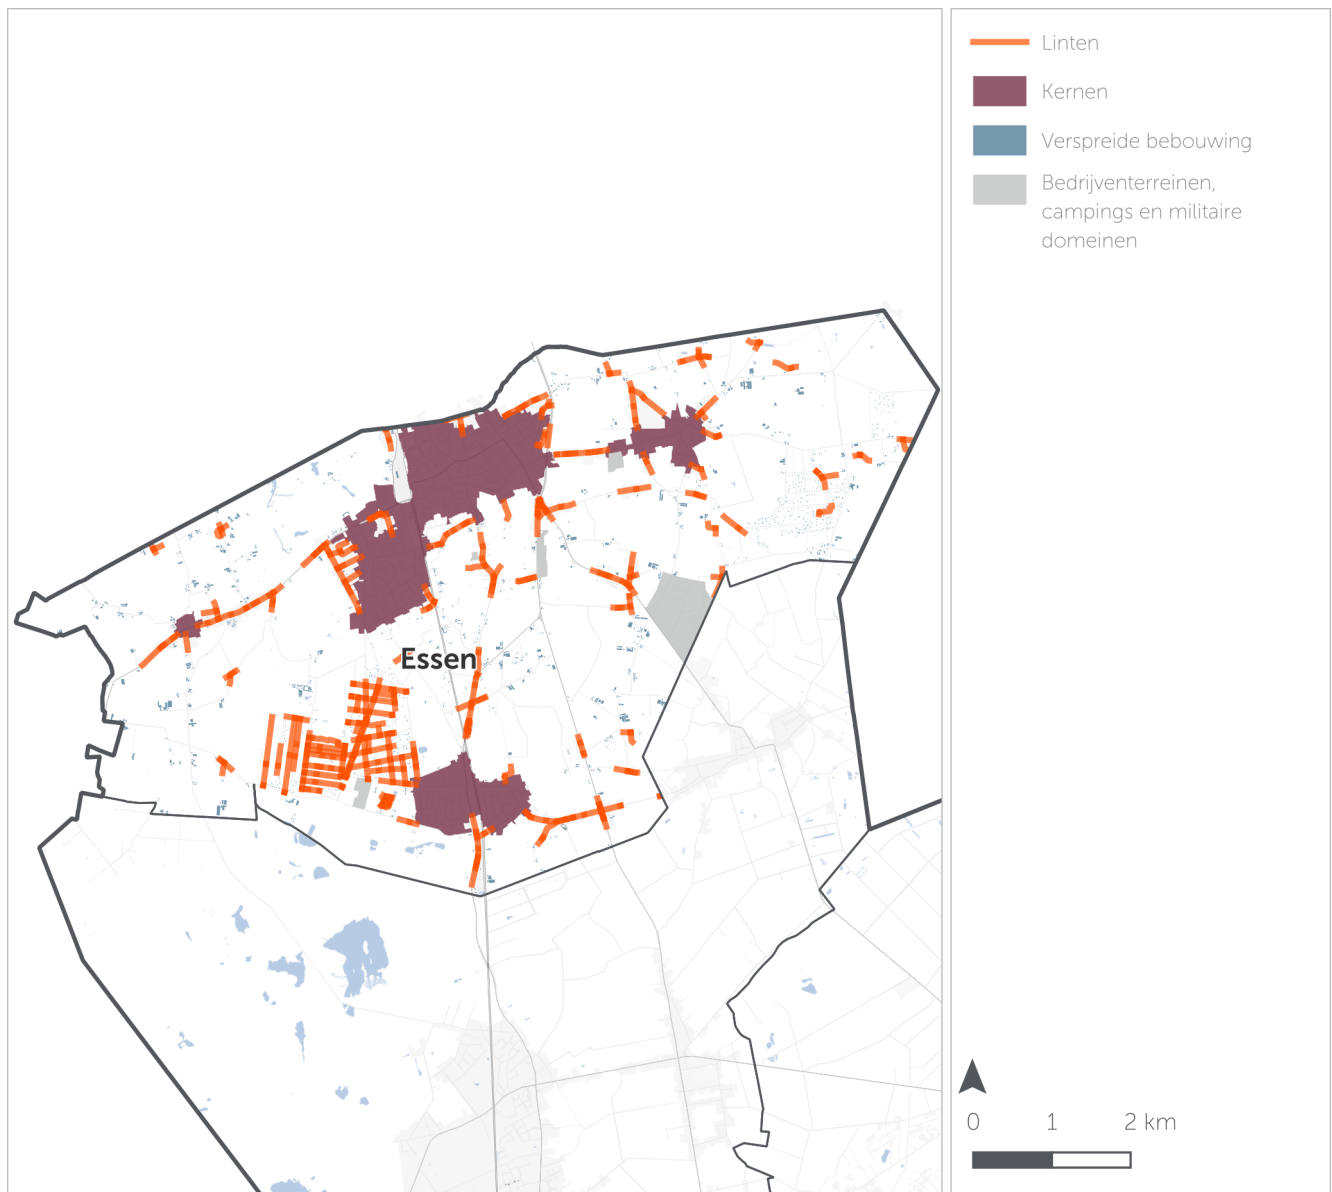 Linten
Kernen
Verspreide bebouwing
Bedrijventerreinen,
campings en militaire
domeinen
Essen
0 1 2 km